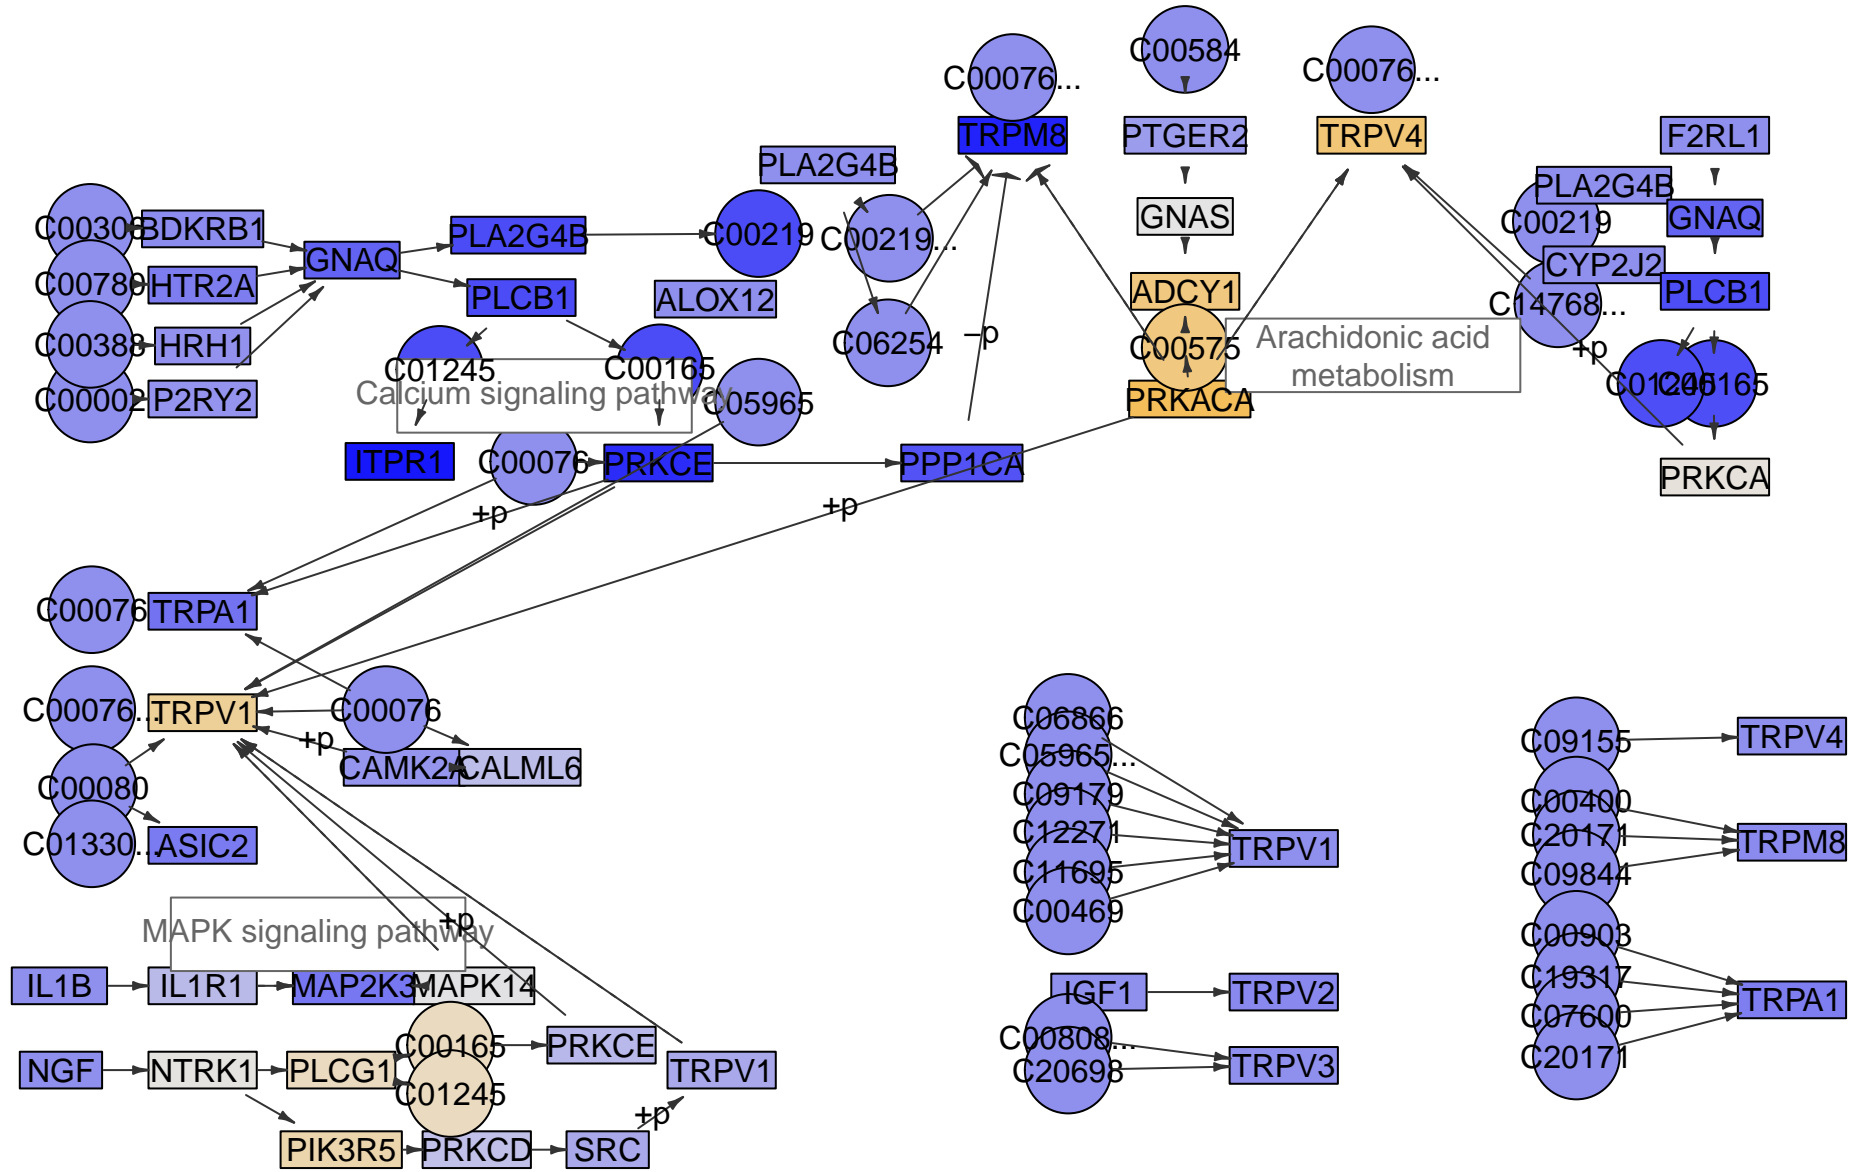 C00584
C00076...
C00076...
TRPM8
PTGER2
TRPV4
F2RL1
PLA2G4B
PLA2G4B
C00219
GNAS
GNAQ
BDKRB1
PLA2G4B
C00219
C00219...
GNAQ
CYP2J2
C00780
HTR2A
PLCB1
ALOX12
ADCY1
C14768...
PLCB1
C00388
HRH1
C06254
–p
C00575
Arachidonic acid
metabolism
+p
C01245
C00165
Calcium signaling pathway
C00002
P2RY2
C05965
PRKACA
C00165
ITPR1
C00076
PRKCE
PPP1CA
PRKCA
+p
+p
C00076
TRPA1
C00076...
TRPV1
C00076
+p
CAMK2A
CALML6
C00080
C01330...
ASIC2
C06866
C05965...
C09179
C12271
C11695
C00469
TRPV1
C09155
TRPV4
C00400
C20171
C09844
TRPM8
MAPK signaling pathway
+p
IL1B
IL1R1
MAP2K3
MAPK14
IGF1
TRPV2
C00903
C19317
C07600
C20171
TRPA1
NGF
NTRK1
PLCG1
C00165
C01245
PRKCE
TRPV1
C00808...
C20698
TRPV3
+p
PIK3R5
PRKCD
SRC